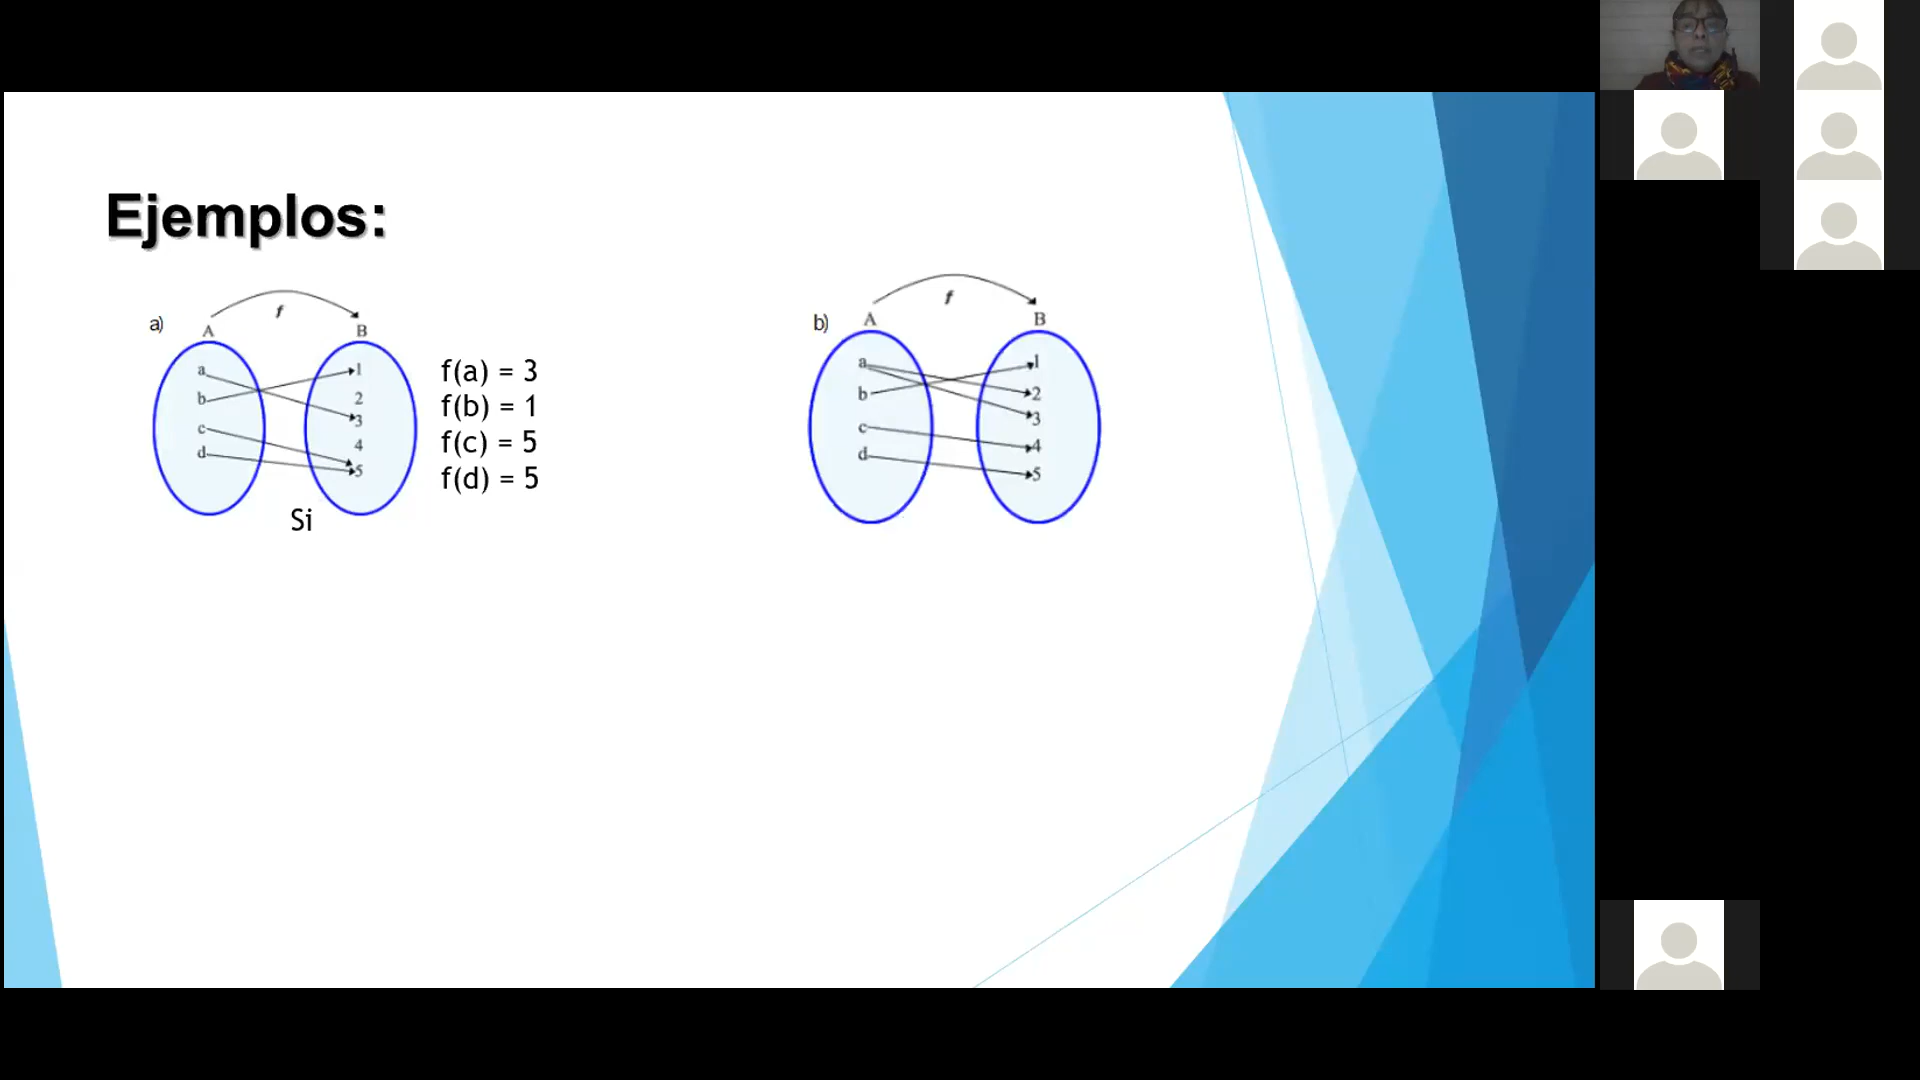 Ejemplos:
a)
f
A
B
a
b
c
d
1
2
3
4
5
f(a) = 3
f(b) = 1
f(c) = 5
f(d) = 5
Si
b)
f
A
B
a
b
c
d
1
2
3
4
5